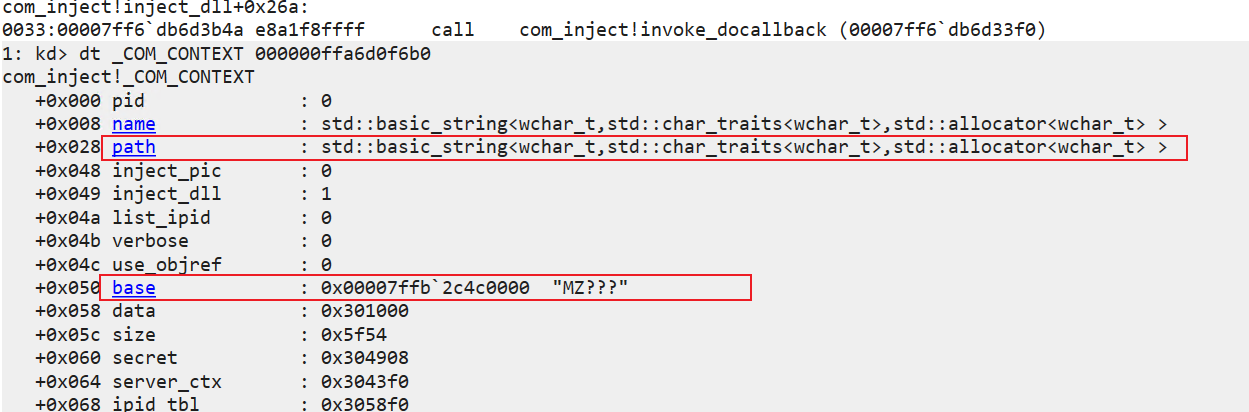 com_inject!inject_dll+0x26a:
0033:00007ff6`db6d3b4a e8a1f8ffff      call    com_inject!invoke_docallback (00007ff6`db6d33f0)
1: kd> dt _COM_CONTEXT 000000ffa6d0f6b0
com_inject!_COM_CONTEXT
   +0x000 pid              : 0
   +0x008 name             : std::basic_string<wchar_t,std::char_traits<wchar_t>,std::allocator<wchar_t> >
   +0x028 path             : std::basic_string<wchar_t,std::char_traits<wchar_t>,std::allocator<wchar_t> >
   +0x048 inject_pic       : 0
   +0x049 inject_dll       : 1
   +0x04a list_ipid        : 0
   +0x04b verbose          : 0
   +0x04c use_objref       : 0
   +0x050 base             : 0x00007ffb`2c4c0000  "MZ???"
   +0x058 data             : 0x301000
   +0x05c size             : 0x5f54
   +0x060 secret           : 0x304908
   +0x064 server_ctx       : 0x3043f0
   +0x068 ipid_tbl         : 0x3058f0